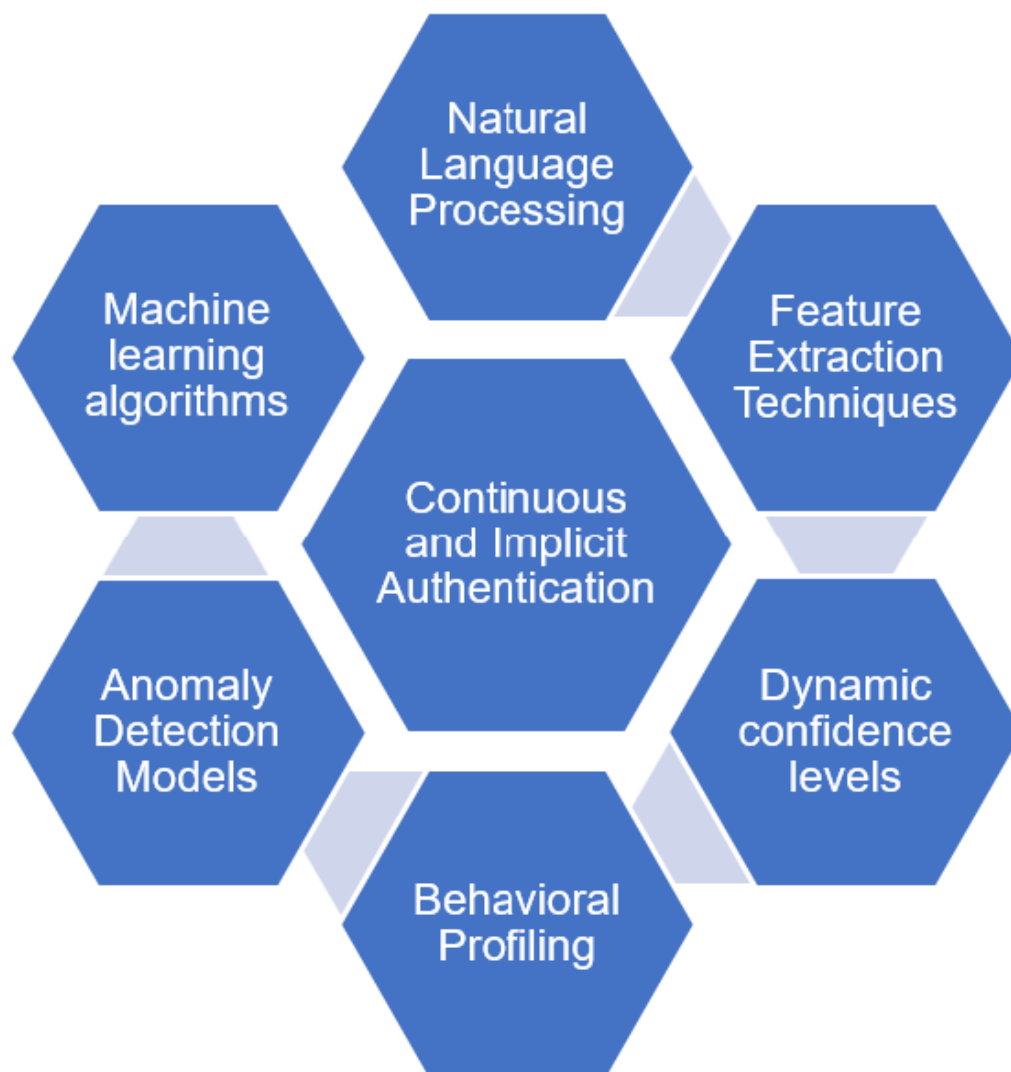 Natural
Language
Processing
Machine
learning
algorithms
Feature
Extraction
Techniques
Continuous
and Implicit
Authentication
Anomaly
Detection
Models
Dynamic
confidence
levels
Behavioral
Profiling